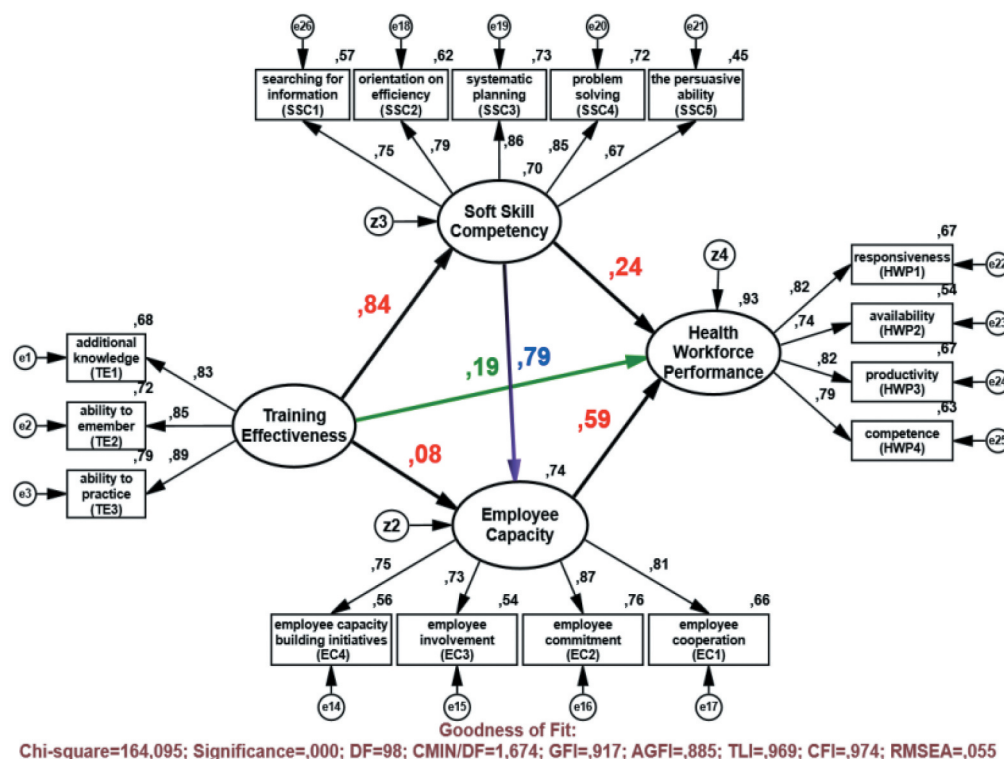 e26 e18 e19 e20 e21
,57 ,62 ,73 ,72 ,45
searching for information (SSC1)
orientation on efficiency (SSC2)
systematic planning (SSC3)
problem solving (SSC4)
the persuasive ability (SSC5)
,75 ,79 ,86 ,85 ,67
,70
Soft Skill
Competency
z3
,84
,24
,19
,79
,08
,59
z4
,93
Health
Workforce
Performance
,67
responsiveness
(HWP1)
e22
,82
,54
availability
(HWP2)
e23
,74
,67
productivity
(HWP3)
e24
,82
,63
competence
(HWP4)
e25
,79
,68
e1
additional
knowledge
(TE1)
,83
,72
e2
ability to
emember
(TE2)
,85
,79
e3
ability to
practice
(TE3)
,89
Training
Effectiveness
,74
z2
Employee
Capacity
,75 ,73 ,87 ,81
,56 ,54 ,76 ,66
employee capacity building initiatives (EC4)
employee involvement (EC3)
employee commitment (EC2)
employee cooperation (EC1)
e14 e15 e16 e17
Goodness of Fit:
Chi-square=164,095; Significance=,000; DF=98; CMIN/DF=1,674; GFI=,917; AGFI=,885; TLI=,969; CFI=,974; RMSEA=,055